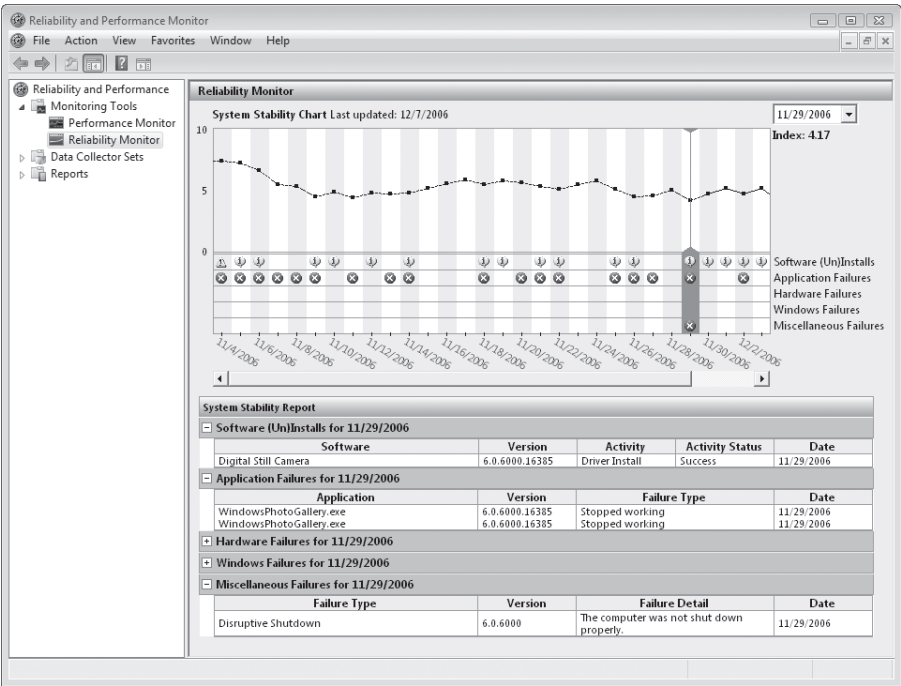 Reliability and Performance Monitor
File Action View Favorites Window Help
Reliability and Performance
Monitoring Tools
Performance Monitor
Reliability Monitor
Data Collector Sets
Reports
Reliability Monitor
System Stability Chart Last updated: 12/7/2006
11/29/2006
Index: 4.17
10
5
0
Software (Un)Installs
Application Failures
Hardware Failures
Windows Failures
Miscellaneous Failures
11/4/2006 11/6/2006 11/8/2006 11/10/2006 11/12/2006 11/14/2006 11/16/2006 11/18/2006 11/20/2006 11/22/2006 11/24/2006 11/26/2006 11/28/2006 11/30/2006 12/2/2006
System Stability Report
Software (Un)Installs for 11/29/2006
Software Version Activity Activity Status Date
Digital Still Camera 6.0.6000.16385 Driver Install Success 11/29/2006
Application Failures for 11/29/2006
Application Version Failure Type Date
WindowsPhotoGallery.exe 6.0.6000.16385 Stopped working 11/29/2006
WindowsPhotoGallery.exe 6.0.6000.16385 Stopped working 11/29/2006
Hardware Failures for 11/29/2006
Windows Failures for 11/29/2006
Miscellaneous Failures for 11/29/2006
Failure Type Version Failure Detail Date
Disruptive Shutdown 6.0.6000 The computer was not shut down properly. 11/29/2006